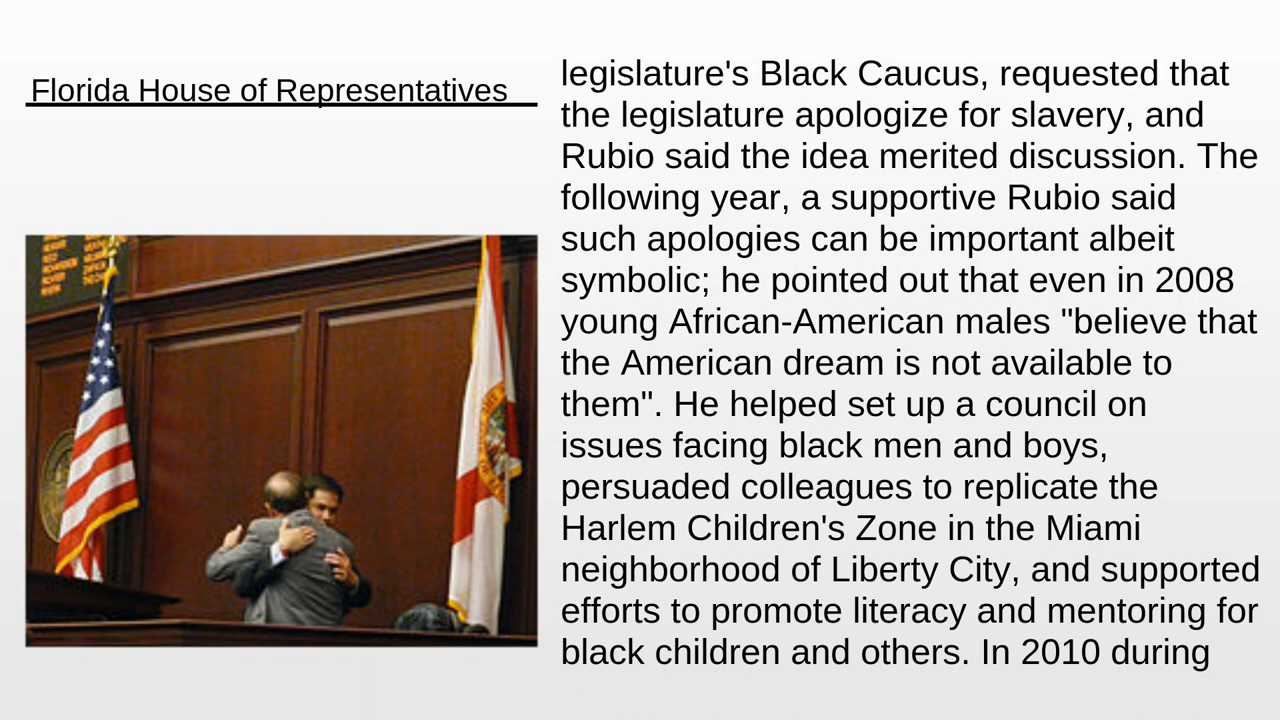 Florida House of Representatives
legislature's Black Caucus, requested that
the legislature apologize for slavery, and
Rubio said the idea merited discussion. The
following year, a supportive Rubio said
such apologies can be important albeit
symbolic; he pointed out that even in 2008
young African-American males "believe that
the American dream is not available to
them". He helped set up a council on
issues facing black men and boys,
persuaded colleagues to replicate the
Harlem Children's Zone in the Miami
neighborhood of Liberty City, and supported
efforts to promote literacy and mentoring for
black children and others. In 2010 during